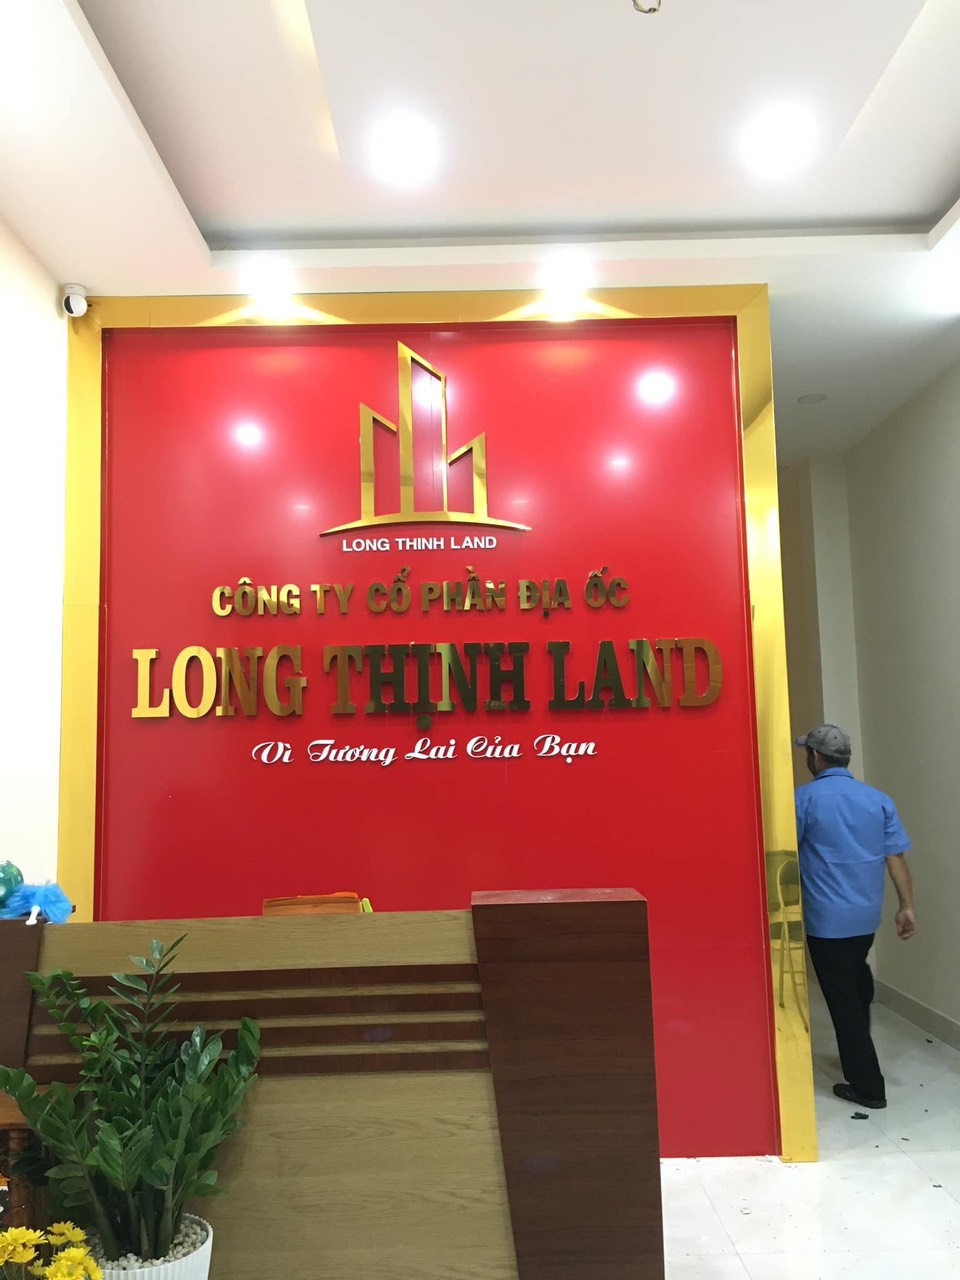 LONG THINH LAND
CÔNG TY CỔ PHẦN ĐỊA ỐC
LONG THỊNH LAND
Vì Tương Lai Của Bạn